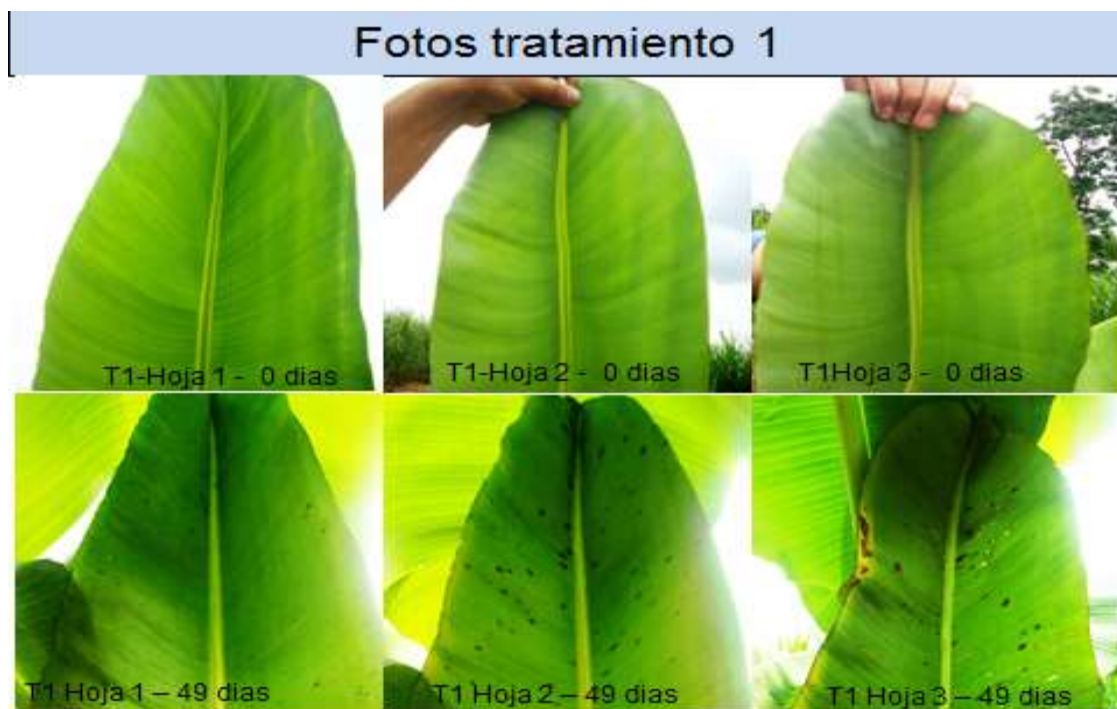 Fotos tratamiento 1
T1-Hoja 1 - 0 dias
T1-Hoja 2 - 0 dias
T1Hoja 3 - 0 dias
T1 Hoja 1 – 49 dias
T1 Hoja 2 – 49 dias
T1 Hoja 3 – 49 dias